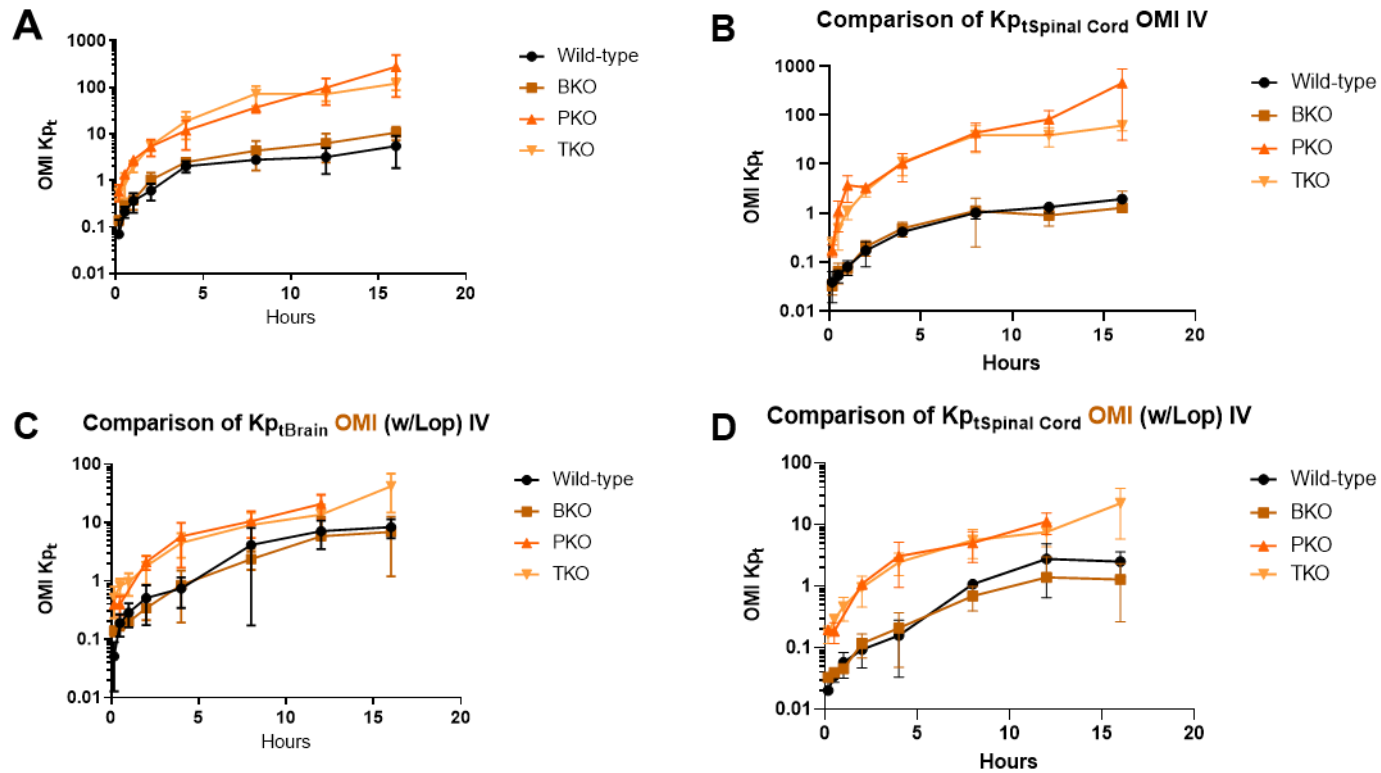 A
1000
100
10
1
0.1
0.01
OMI Kpt
0
5
10
15
20
Hours
Wild-type
BKO
PKO
TKO
B
Comparison of KptSpinal Cord OMI IV
1000
100
10
1
0.1
0.01
OMI Kpt
0
5
10
15
20
Hours
Wild-type
BKO
PKO
TKO
C
Comparison of KptBrain OMI (w/Lop) IV
100
10
1
0.1
0.01
OMI Kpt
0
5
10
15
20
Hours
Wild-type
BKO
PKO
TKO
D
Comparison of KptSpinal Cord OMI (w/Lop) IV
100
10
1
0.1
0.01
OMI Kpt
0
5
10
15
20
Hours
Wild-type
BKO
PKO
TKO